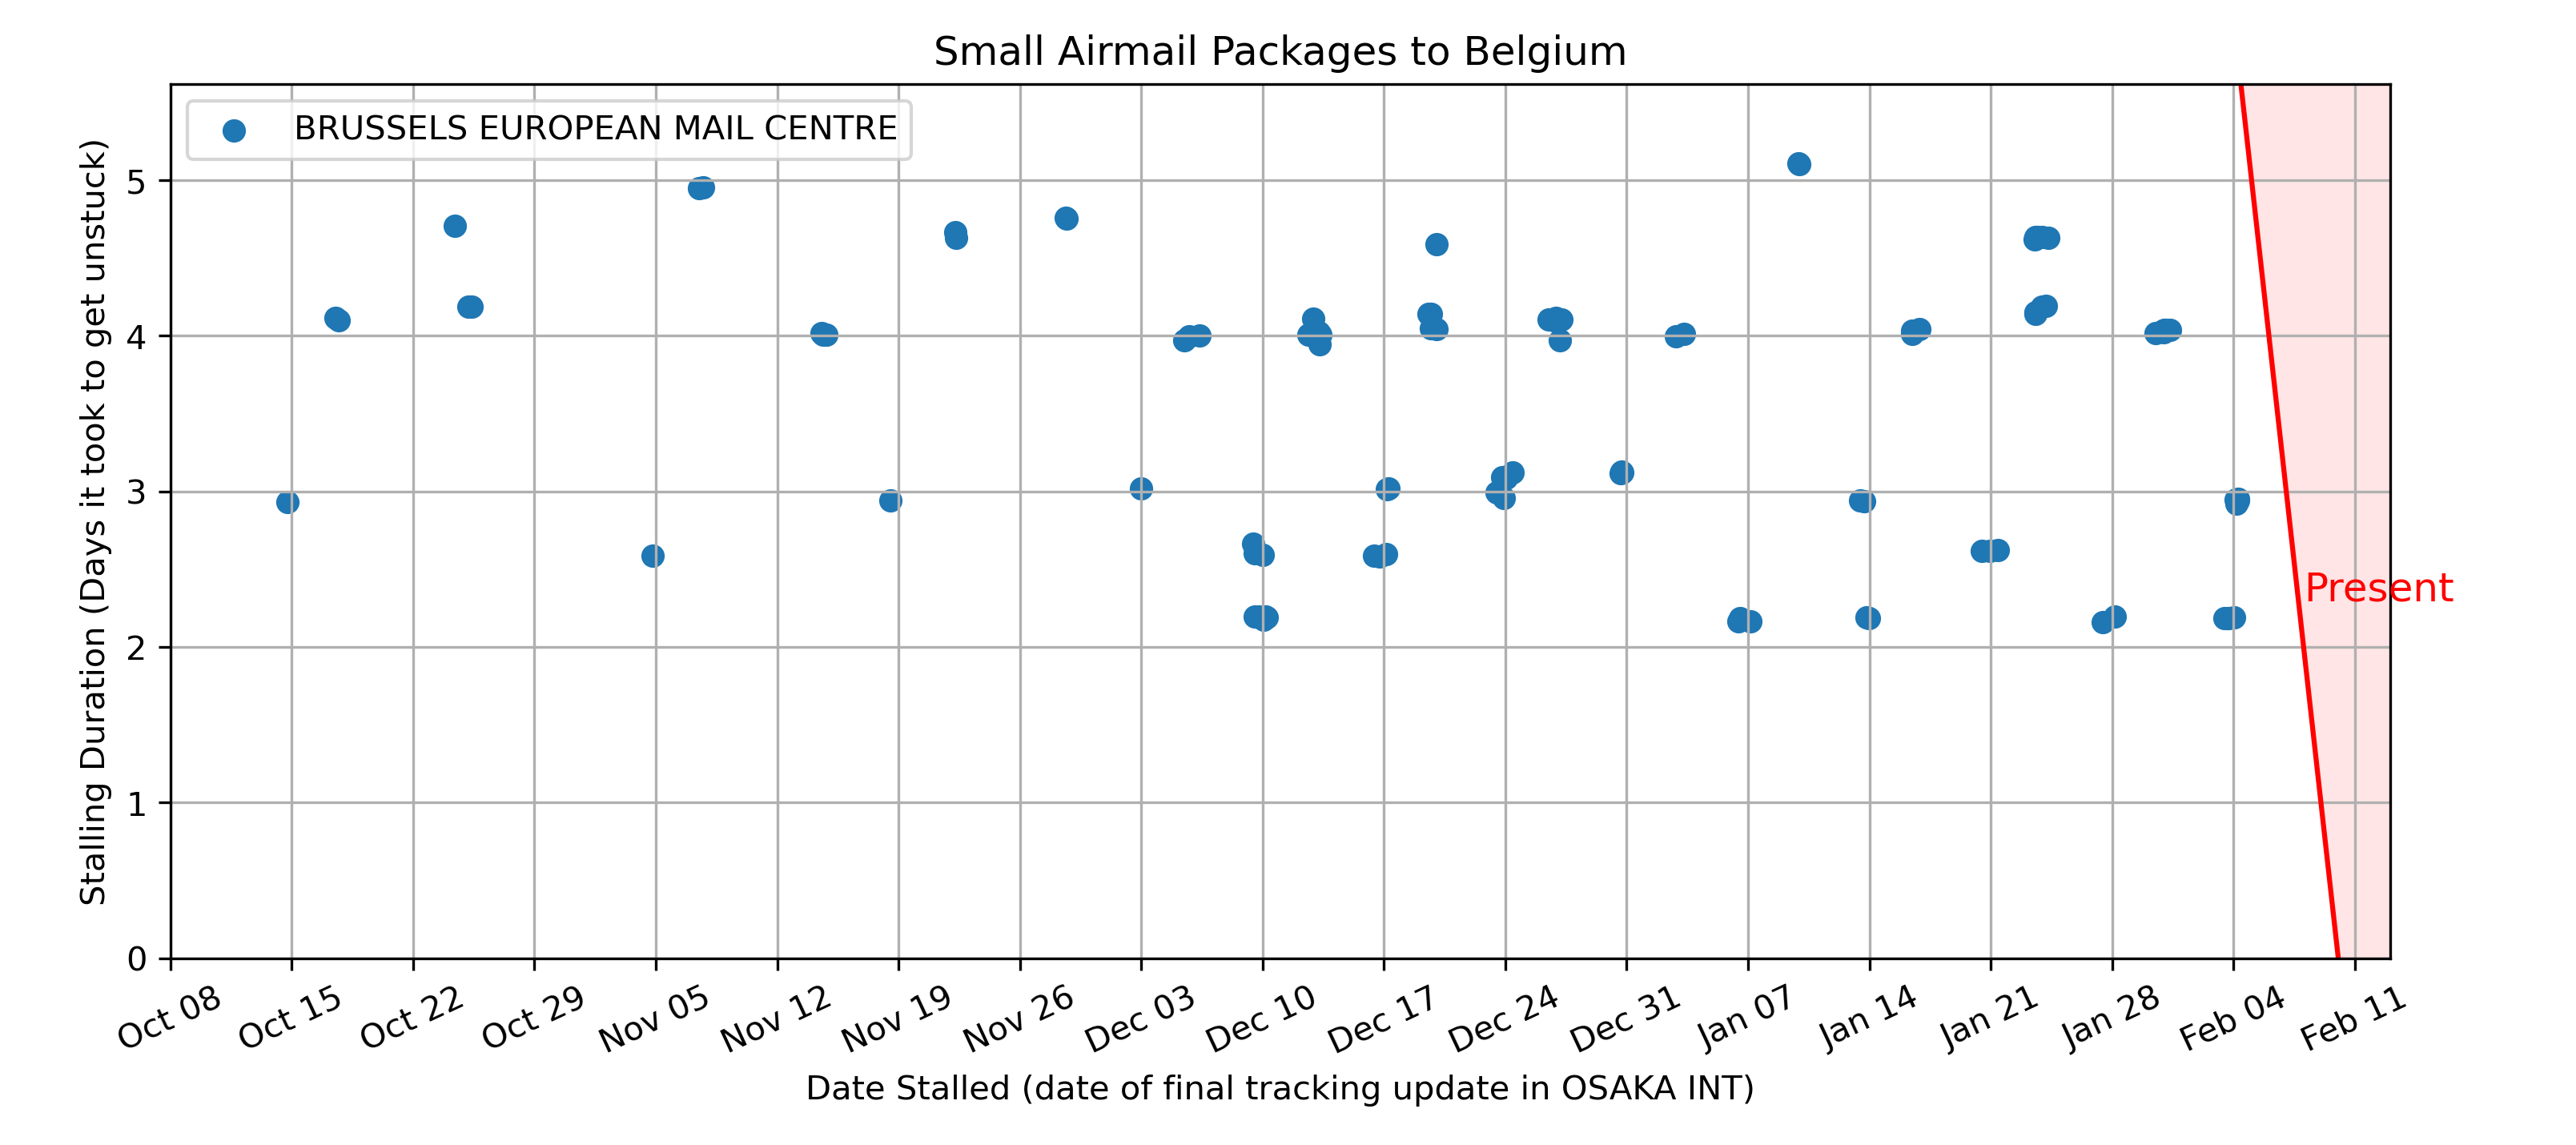 Small Airmail Packages to Belgium
BRUSSELS EUROPEAN MAIL CENTRE
Stalling Duration (Days it took to get unstuck)
5
4
3
2
1
0
Present
Oct 08
Oct 15
Oct 22
Oct 29
Nov 05
Nov 12
Nov 19
Nov 26
Dec 03
Dec 10
Dec 17
Dec 24
Dec 31
Jan 07
Jan 14
Jan 21
Jan 28
Feb 04
Feb 11
Date Stalled (date of final tracking update in OSAKA INT)